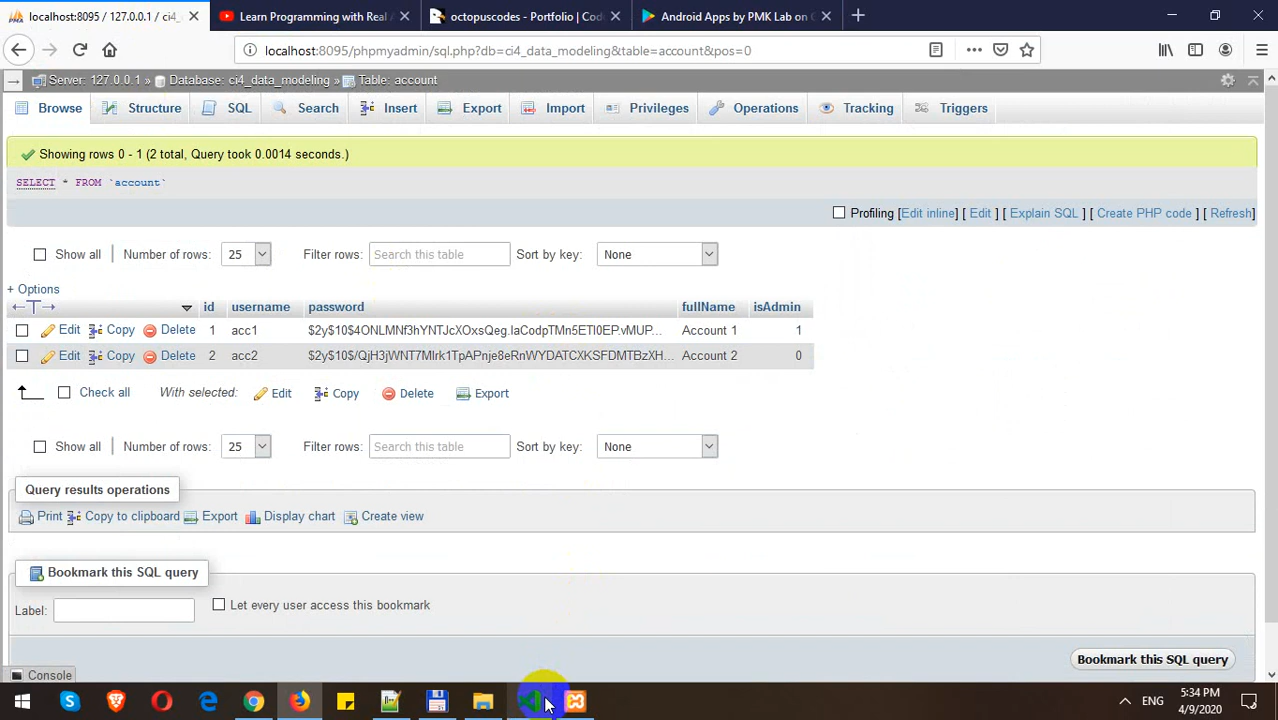 localhost:8095 / 127.0.0.1 / ci4_
Learn Programming with Real
octopuscodes - Portfolio | Cod
Android Apps by PMK Lab on G
localhost:8095/phpmyadmin/sql.php?db=ci4_data_modeling&table=account&pos=0
Server: 127.0.0.1 » Database: ci4_data_modeling » Table: account
Browse Structure SQL Search Insert Export Import Privileges Operations Tracking Triggers
Showing rows 0 - 1 (2 total, Query took 0.0014 seconds.)
SELECT * FROM `account`
Profiling [Edit inline] [ Edit ] [ Explain SQL ] [ Create PHP code ] [ Refresh]
Show all Number of rows: 25 Filter rows: Search this table Sort by key: None
+ Options
id username password fullName isAdmin
Edit Copy Delete 1 acc1 Account 1 1
Edit Copy Delete 2 acc2 Account 2 0
Check all With selected: Edit Copy Delete Export
Show all Number of rows: 25 Filter rows: Search this table Sort by key: None
Query results operations
Print Copy to clipboard Export Display chart Create view
Bookmark this SQL query
Label: Let every user access this bookmark
Bookmark this SQL query
Console
ENG
5:34 PM
4/9/2020